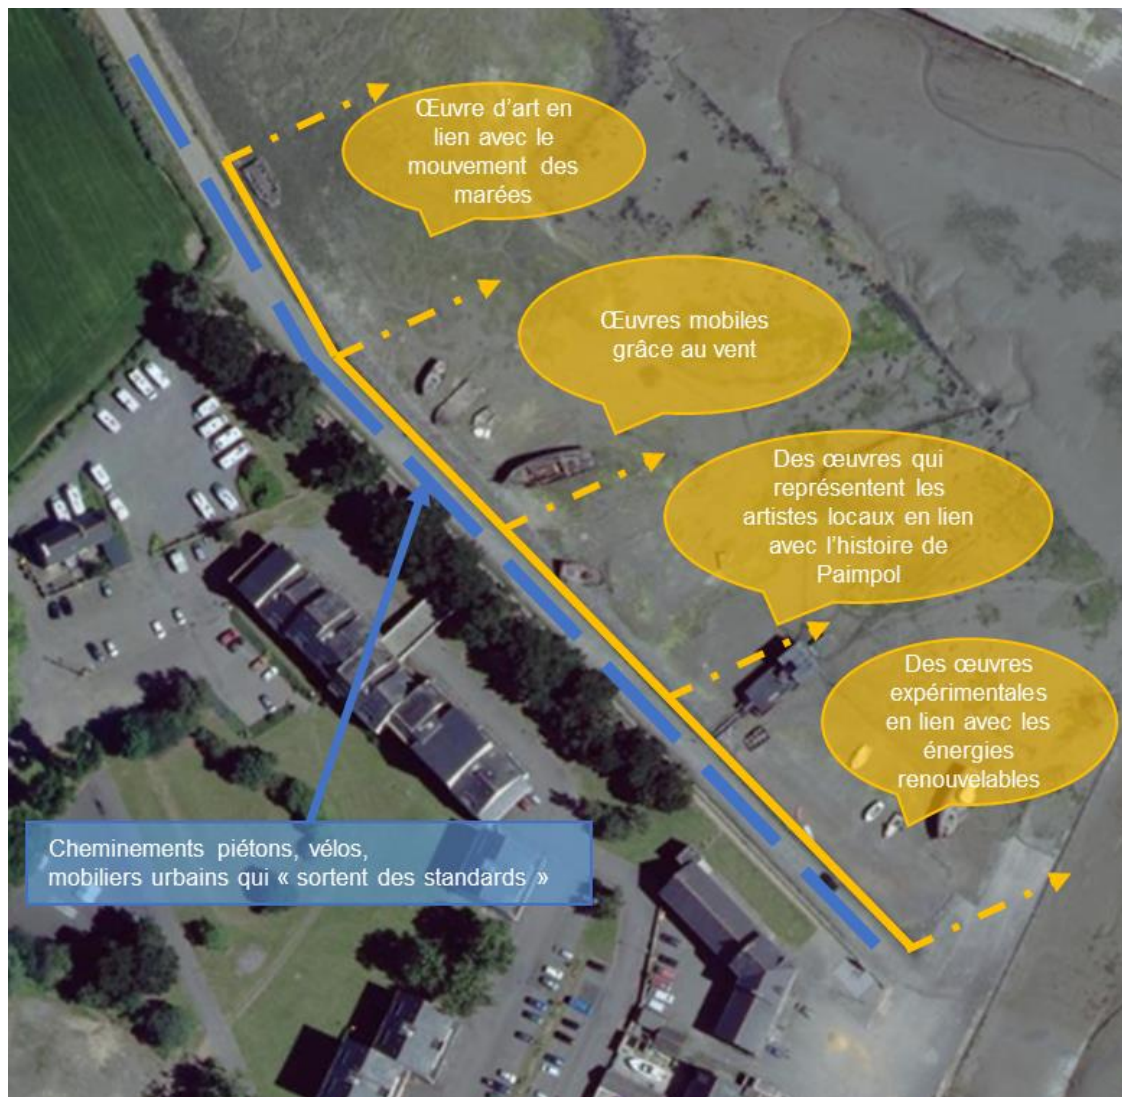 Œuvre d’art en
lien avec le
mouvement des
marées
Œuvres mobiles
grâce au vent
Des œuvres qui
représentent les
artistes locaux en lien
avec l’histoire de
Paimpol
Des œuvres
expérimentales
en lien avec les
énergies
renouvelables
Cheminements piétons, vélos,
mobiliers urbains qui « sortent des standards »